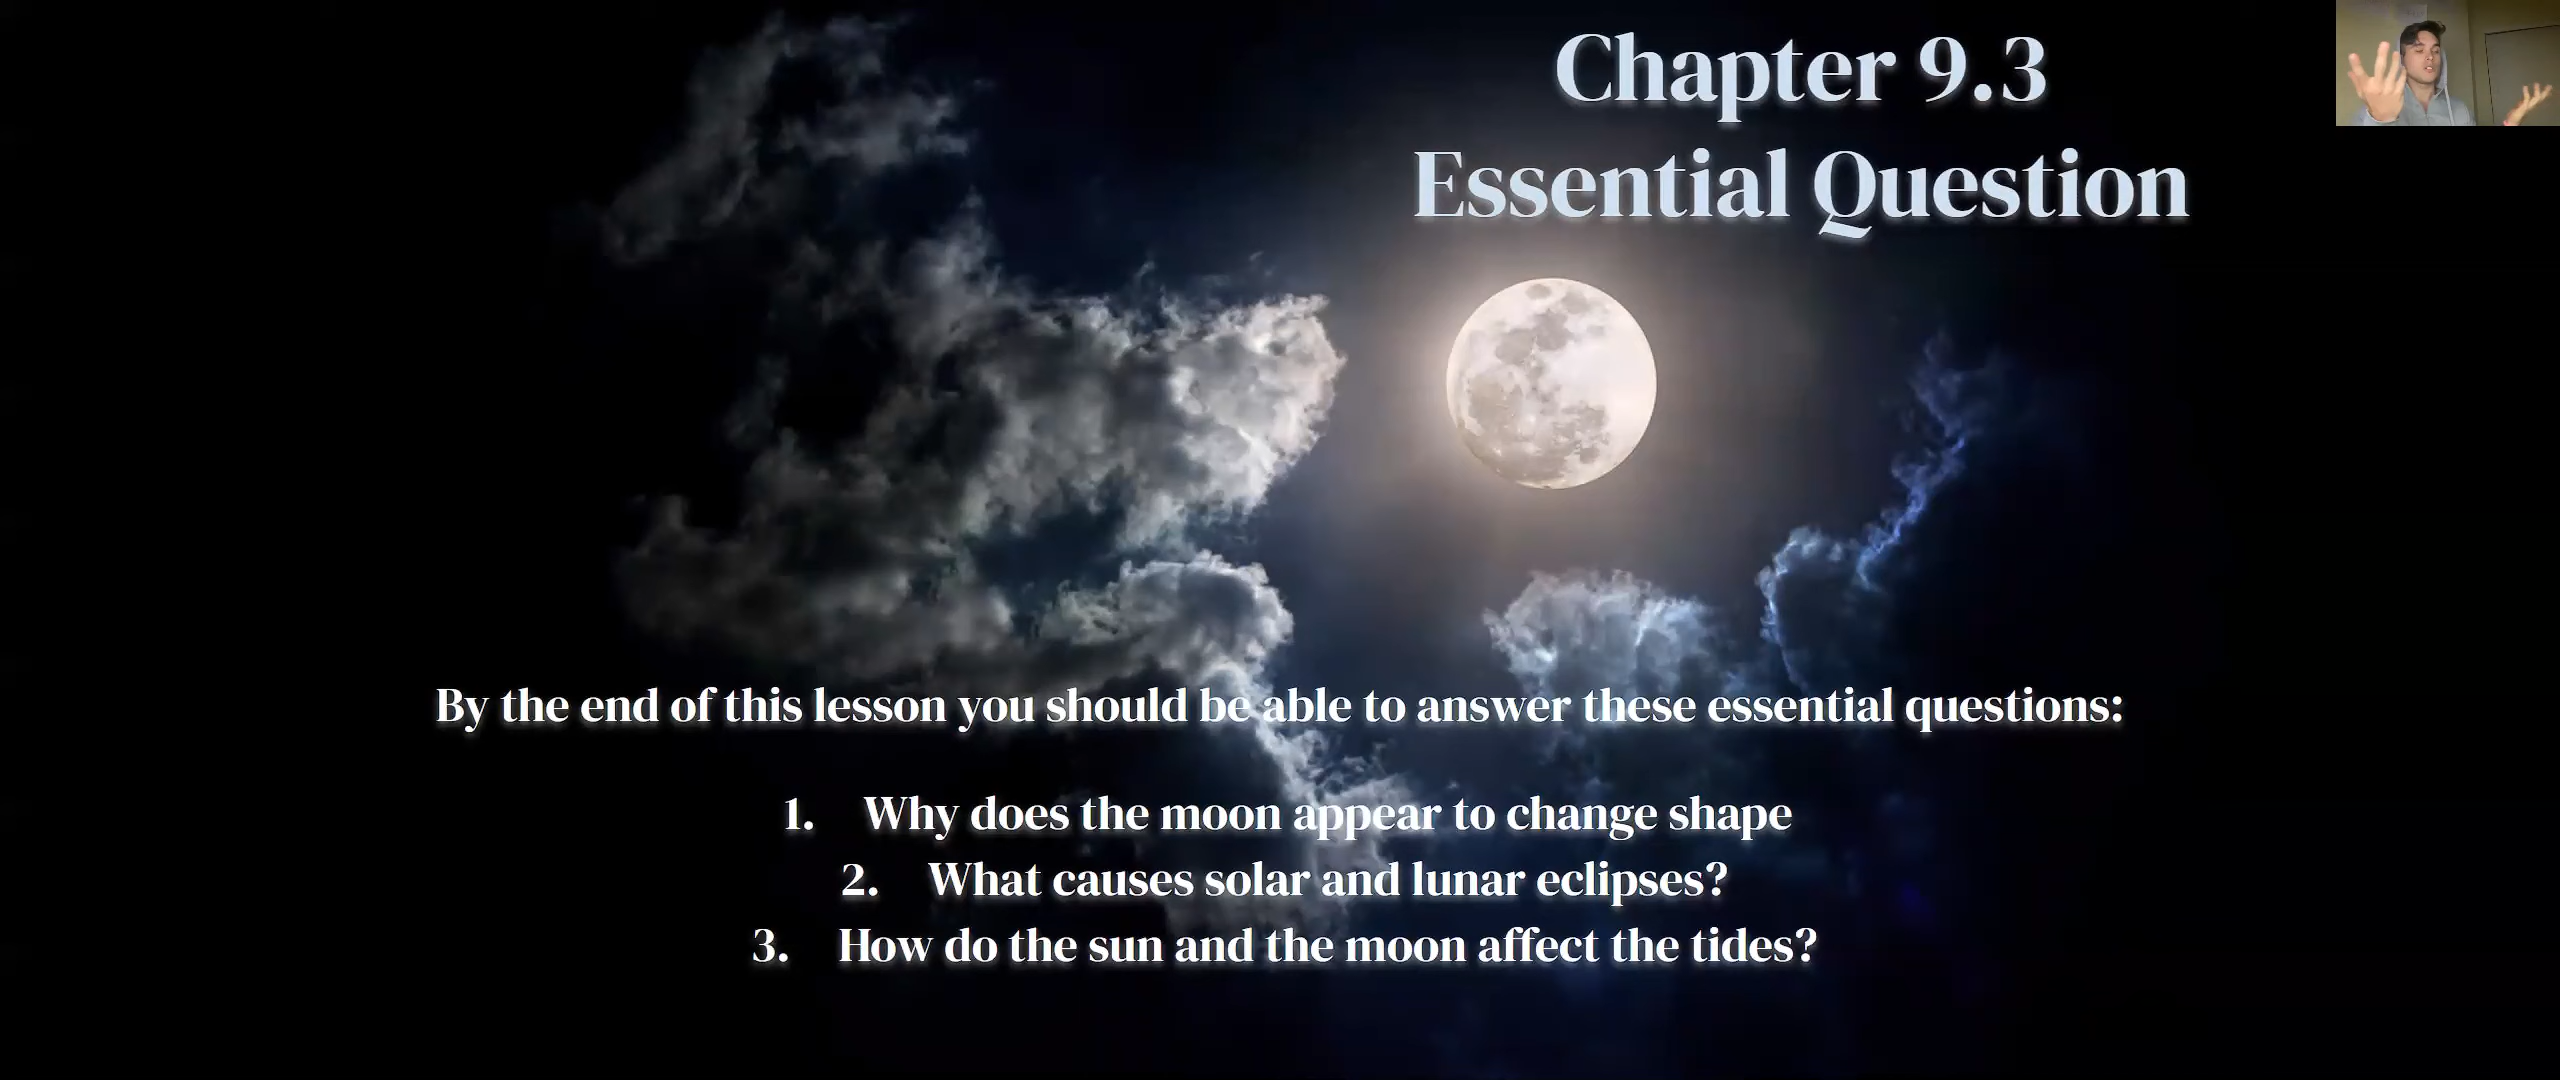 Chapter 9.3
Essential Question
By the end of this lesson you should be able to answer these essential questions:
1. Why does the moon appear to change shape
2. What causes solar and lunar eclipses?
3. How do the sun and the moon affect the tides?